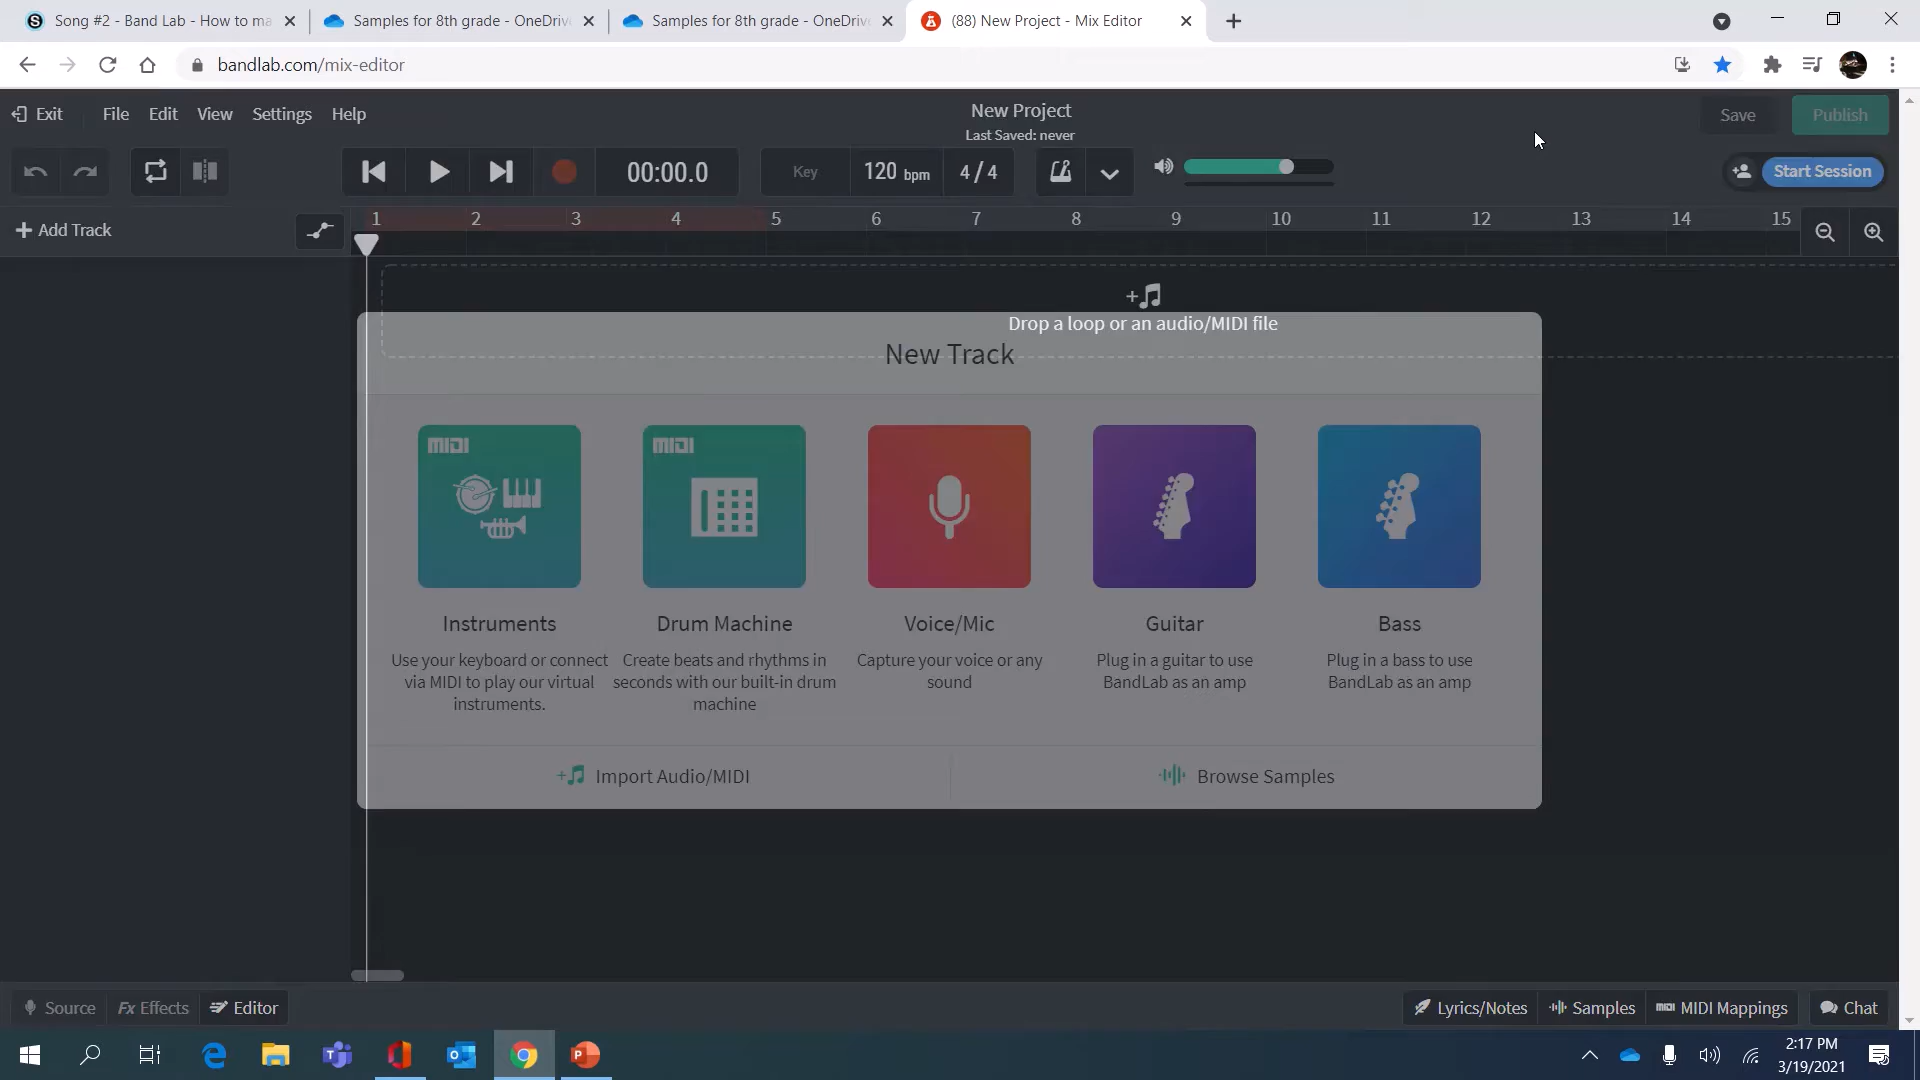 Song #2 - Band Lab - How to ma
Samples for 8th grade - OneDrive
Samples for 8th grade - OneDrive
(88) New Project - Mix Editor
bandlab.com/mix-editor
Exit
File
Edit
View
Settings
Help
New Project
Last Saved: never
Save
Publish
00:00.0
Key
120 bpm
4 / 4
Start Session
+ Add Track
1 2 3 4 5 6 7 8 9 10 11 12 13 14 15
Drop a loop or an audio/MIDI file
New Track
MIDI
MIDI
Instruments
Use your keyboard or connect
via MIDI to play our virtual
instruments.
Drum Machine
Create beats and rhythms in
seconds with our built-in drum
machine
Voice/Mic
Capture your voice or any
sound
Guitar
Plug in a guitar to use
BandLab as an amp
Bass
Plug in a bass to use
BandLab as an amp
Import Audio/MIDI
Browse Samples
Source
Fx Effects
Editor
Lyrics/Notes
Samples
MIDI MIDI Mappings
Chat
2:17 PM
3/19/2021